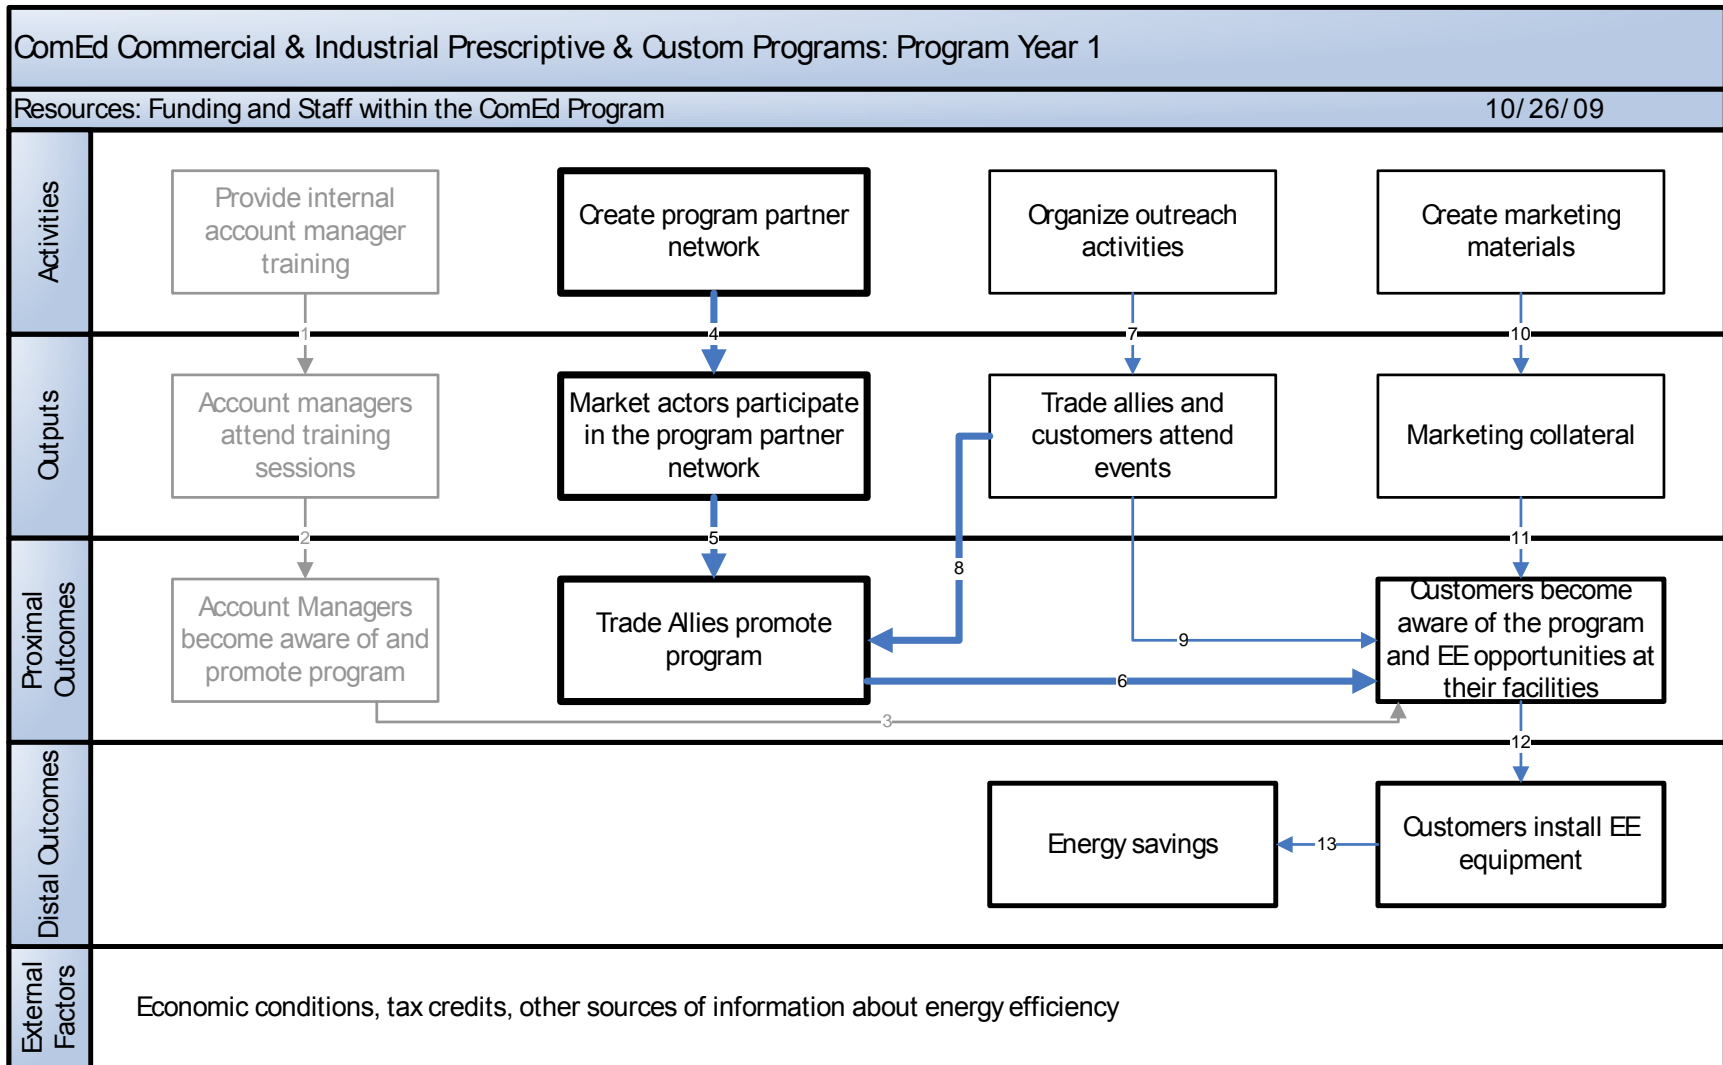 ComEd Commercial & Industrial Prescriptive & Custom Programs: Program Year 1
Resources: Funding and Staff within the ComEd Program
10/26/09
Activities
Provide internal
account manager
training
Create program partner
network
Organize outreach
activities
Create marketing
materials
1
4
7
10
Outputs
Account managers
attend training
sessions
Market actors participate
in the program partner
network
Trade allies and
customers attend
events
Marketing collateral
2
5
8
11
Proximal
Outcomes
Account Managers
become aware of and
promote program
Trade Allies promote
program
9
Customers become
aware of the program
and EE opportunities at
their facilities
6
3
12
Distal Outcomes
Energy savings
13
Customers install EE
equipment
External
Factors
Economic conditions, tax credits, other sources of information about energy efficiency